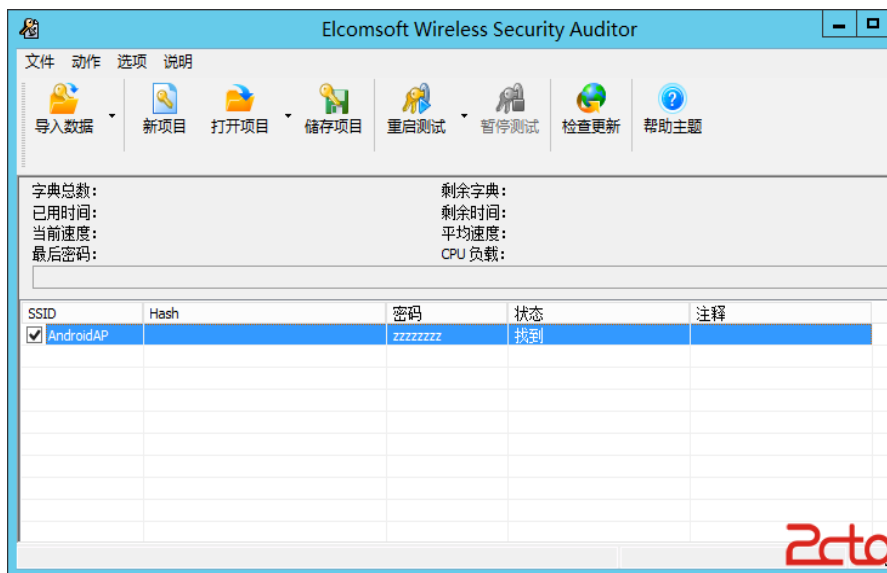 Elcomsoft Wireless Security Auditor
文件 动作 选项 说明
导入数据 新项目 打开项目 储存项目 重启测试 暂停测试 检查更新 帮助主题
字典总数: 剩余字典:
已用时间: 剩余时间:
当前速度: 平均速度:
最后密码: CPU 负载:
SSID Hash 密码 状态 注释
AndroidAP zzzzzzzz 找到
2cto